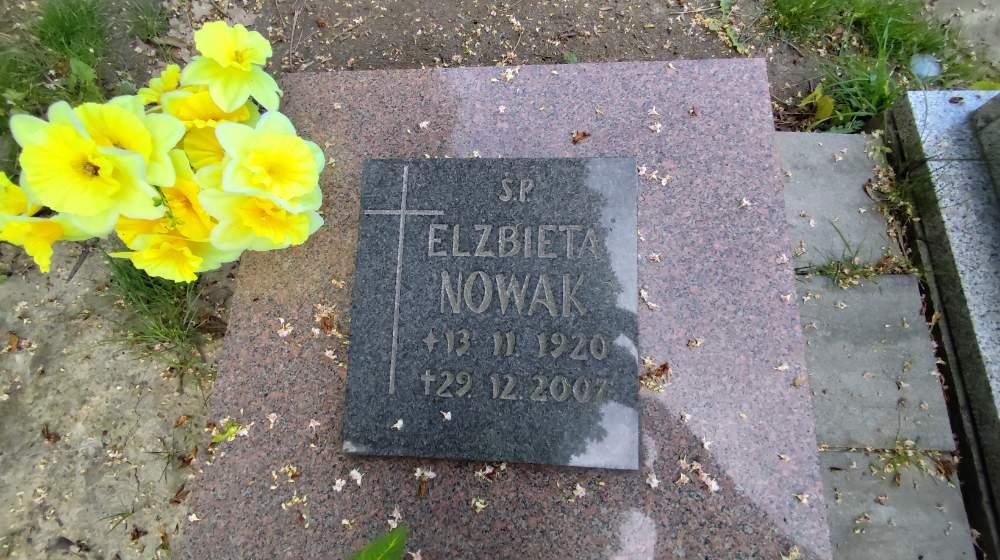 Ś.P.
ELZBIETA
NOWAK
+13. 11. 1920
†29. 12. 2007